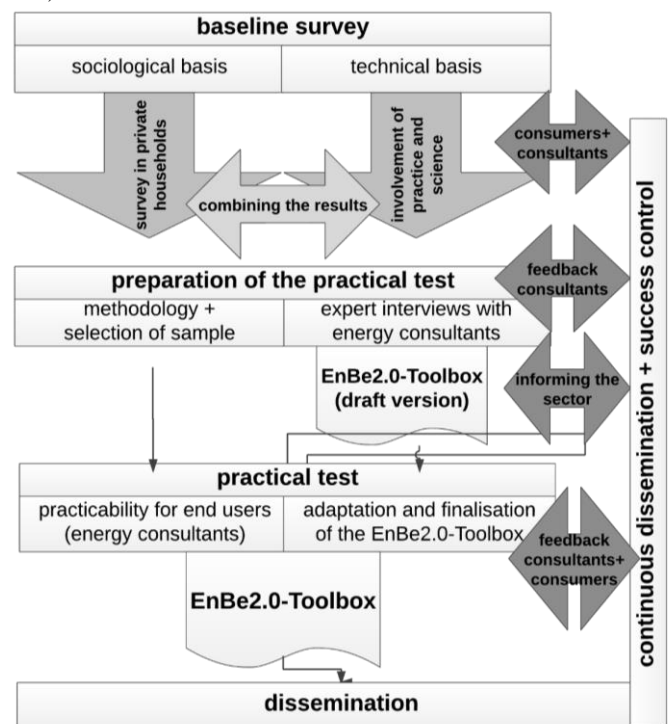 baseline survey
sociological basis
technical basis
survey in private
households
involvement of
practice and
science
consumers+
consultants
combining the results
preparation of the practical test
feedback
consultants
methodology +
selection of sample
expert interviews with
energy consultants
EnBe2.0-Toolbox
(draft version)
informing the
sector
practical test
practicability for end users
(energy consultants)
adaptation and finalisation
of the EnBe2.0-Toolbox
feedback
consultants+
consumers
EnBe2.0-Toolbox
dissemination
continuous dissemination + success control